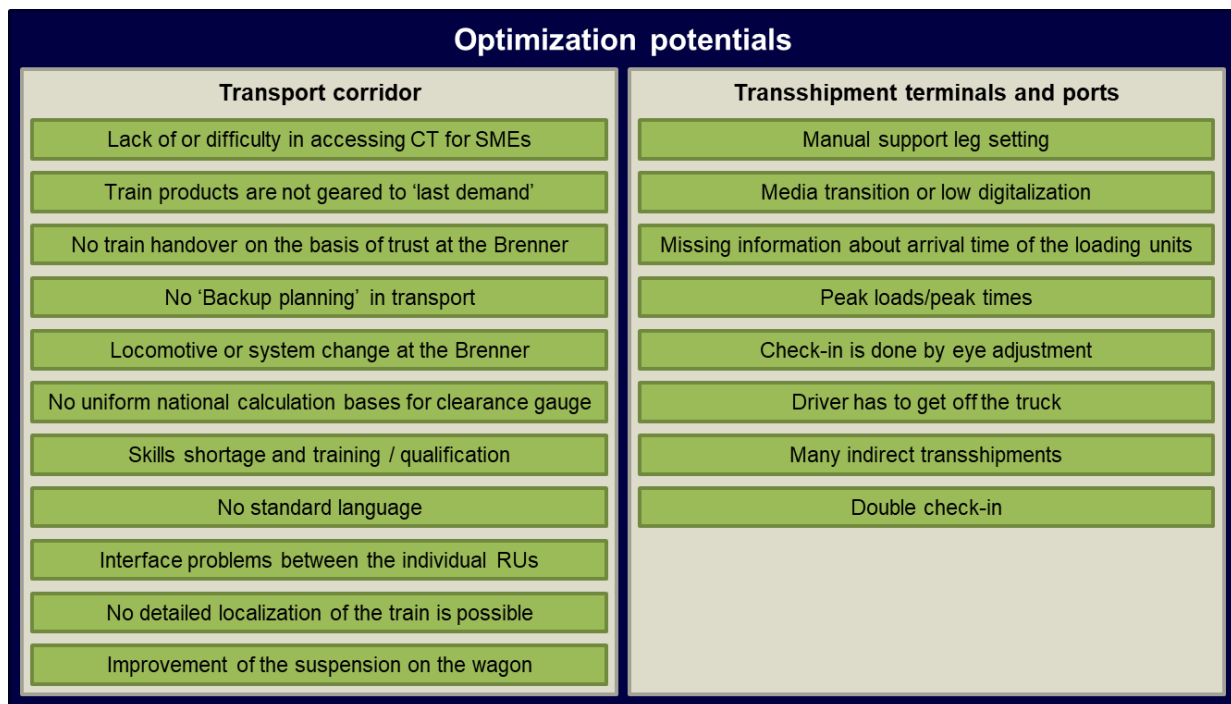 Optimization potentials
Transport corridor
Lack of or difficulty in accessing CT for SMEs
Train products are not geared to ‘last demand’
No train handover on the basis of trust at the Brenner
No ‘Backup planning’ in transport
Locomotive or system change at the Brenner
No uniform national calculation bases for clearance gauge
Skills shortage and training / qualification
No standard language
Interface problems between the individual RUs
No detailed localization of the train is possible
Improvement of the suspension on the wagon
Transshipment terminals and ports
Manual support leg setting
Media transition or low digitalization
Missing information about arrival time of the loading units
Peak loads/peak times
Check-in is done by eye adjustment
Driver has to get off the truck
Many indirect transshipments
Double check-in